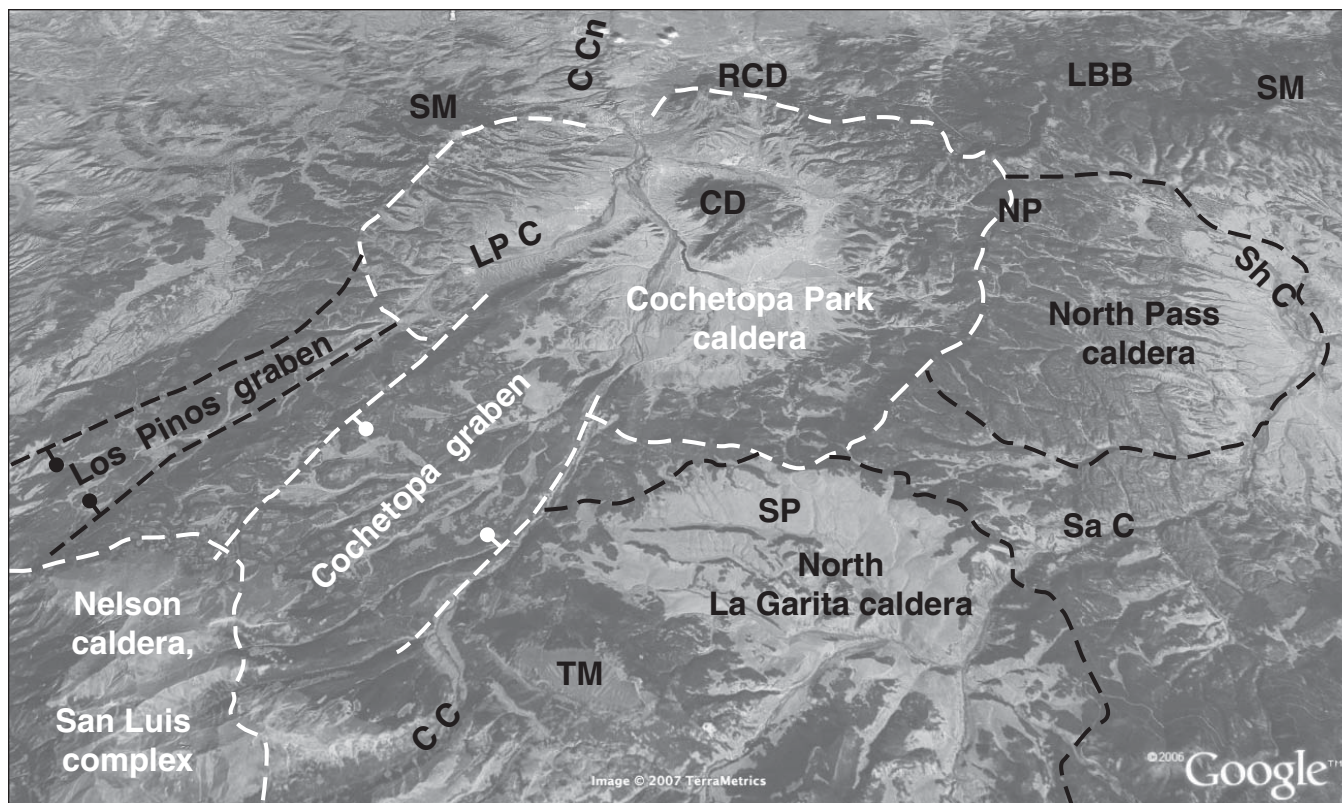 C Cn
RCD
LBB
SM
SM
CD
NP
LP C
Sh C
Cochetopa Park
caldera
North Pass
caldera
Los Pinos graben
Cochetopa graben
SP
Sa C
North
La Garita caldera
Nelson
caldera,
San Luis
complex
TM
C C
Image © 2007 TerraMetrics
©2006 Google™